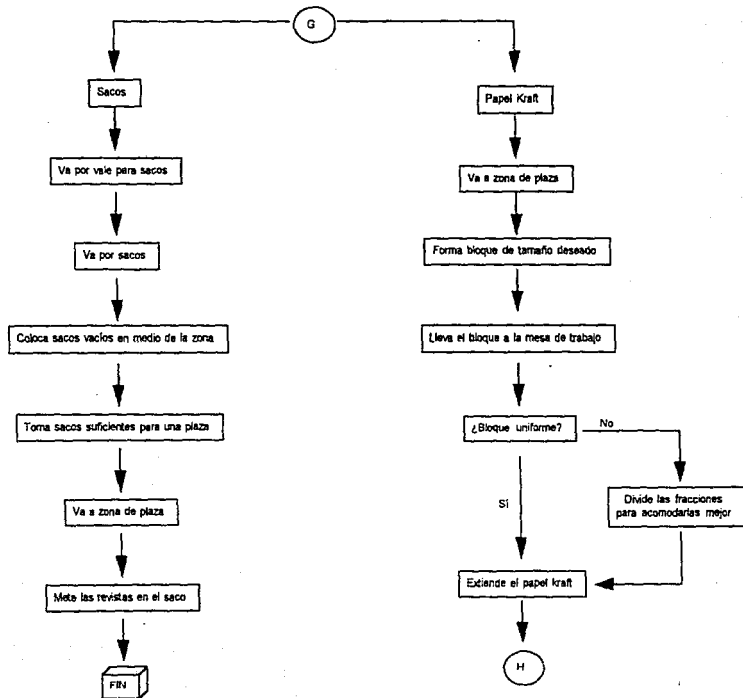 G
Sacos
Va por vale para sacos
Va por sacos
Coloca sacos vacíos en medio de la zona
Toma sacos suficientes para una plaza
Va a zona de plaza
Mete las revistas en el saco
FIN
Papel Kraft
Va a zona de plaza
Forma bloque de tamaño deseado
Lleva el bloque a la mesa de trabajo
¿Bloque uniforme?
No
Sí
Divide las fracciones
para acomodarlas mejor
Extiende el papel kraft
H